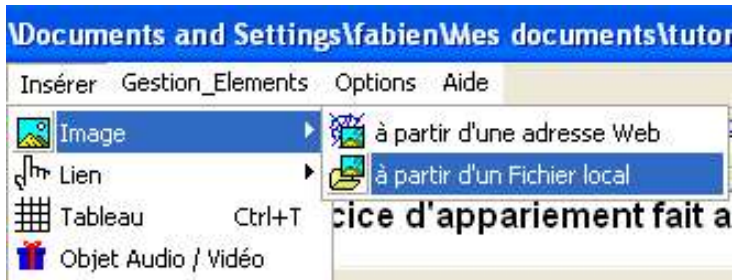 \Documents and Settings\fabien\Mes documents\tutor
Insérer Gestion_Elements Options Aide
Image à partir d'une adresse Web
Lien à partir d'un Fichier local
Tableau Ctrl+T cice d'appariement fait a
Objet Audio / Vidéo